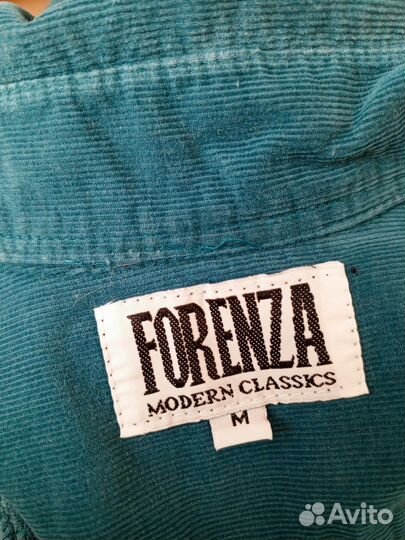 FORENZA
MODERN CLASSICS
M
Avito